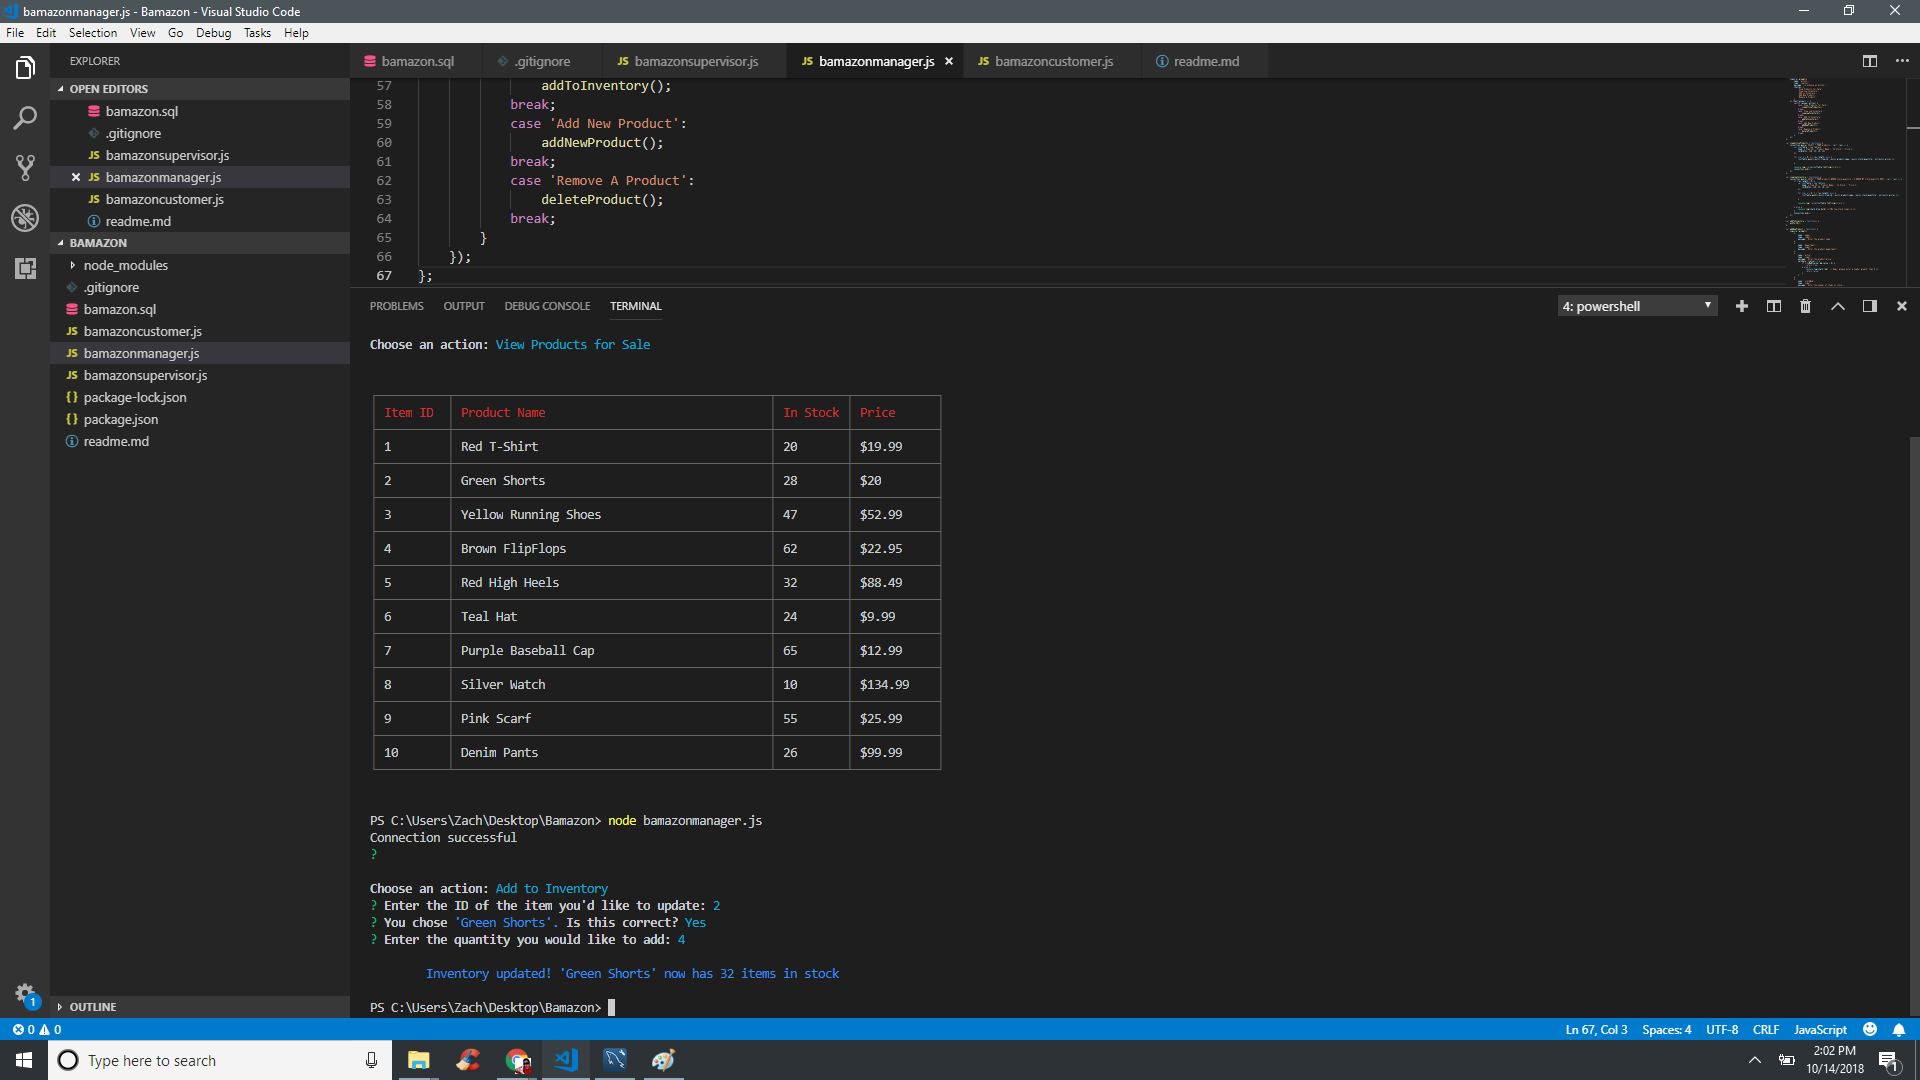 bamazonmanager.js - Bamazon - Visual Studio Code
File Edit Selection View Go Debug Tasks Help
EXPLORER
OPEN EDITORS
bamazon.sql
.gitignore
JS bamazonsupervisor.js
JS bamazonmanager.js
JS bamazoncustomer.js
readme.md
BAMAZON
node_modules
.gitignore
bamazon.sql
JS bamazoncustomer.js
JS bamazonmanager.js
JS bamazonsupervisor.js
{} package-lock.json
{} package.json
readme.md
OUTLINE
bamazon.sql .gitignore JS bamazonsupervisor.js JS bamazonmanager.js JS bamazoncustomer.js readme.md
57 addToInventory();
58 break;
59 case 'Add New Product':
60 addNewProduct();
61 break;
62 case 'Remove A Product':
63 deleteProduct();
64 break;
65 }
66 });
67 };
PROBLEMS OUTPUT DEBUG CONSOLE TERMINAL 4: powershell
Choose an action: View Products for Sale
Item ID Product Name In Stock Price
1 Red T-Shirt 20 $19.99
2 Green Shorts 28 $20
3 Yellow Running Shoes 47 $52.99
4 Brown FlipFlops 62 $22.95
5 Red High Heels 32 $88.49
6 Teal Hat 24 $9.99
7 Purple Baseball Cap 65 $12.99
8 Silver Watch 10 $134.99
9 Pink Scarf 55 $25.99
10 Denim Pants 26 $99.99
PS C:\Users\Zach\Desktop\Bamazon> node bamazonmanager.js
Connection successful
?
Choose an action: Add to Inventory
? Enter the ID of the item you'd like to update: 2
? You chose 'Green Shorts'. Is this correct? Yes
? Enter the quantity you would like to add: 4
Inventory updated! 'Green Shorts' now has 32 items in stock
PS C:\Users\Zach\Desktop\Bamazon>
1
0 0 Ln 67, Col 3 Spaces: 4 UTF-8 CRLF JavaScript
Type here to search
2:02 PM
10/14/2018
1